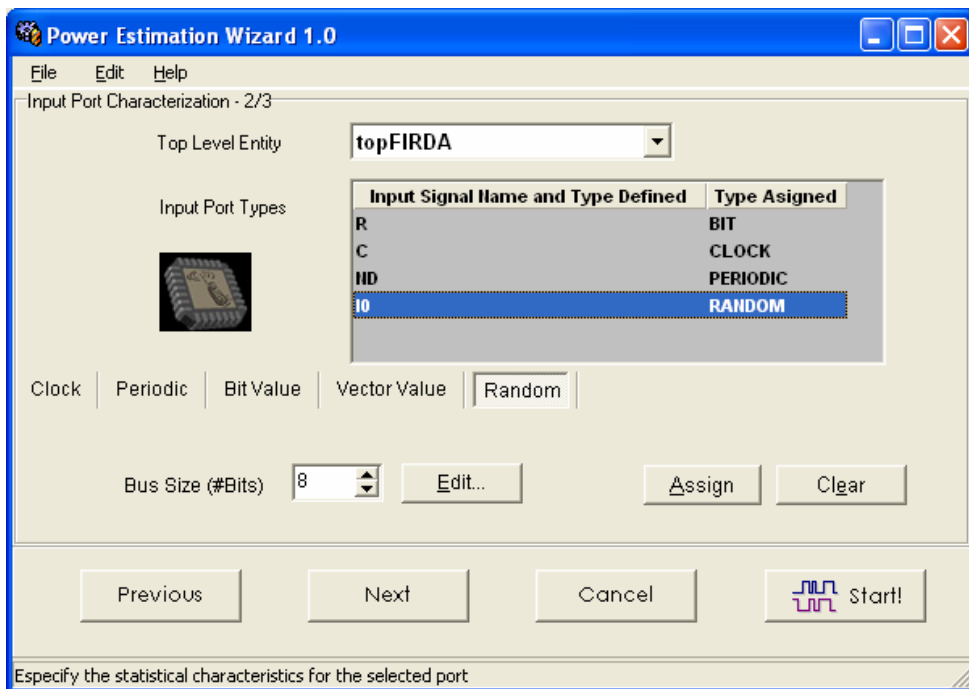 Power Estimation Wizard 1.0
File Edit Help
Input Port Characterization - 2/3
Top Level Entity topFIRDA
Input Port Types
Input Signal Name and Type Defined Type Asigned
R BIT
C CLOCK
ND PERIODIC
I0 RANDOM
Clock Periodic Bit Value Vector Value Random
Bus Size (#Bits) 8 Edit... Assign Clear
Previous Next Cancel Start!
Especify the statistical characteristics for the selected port